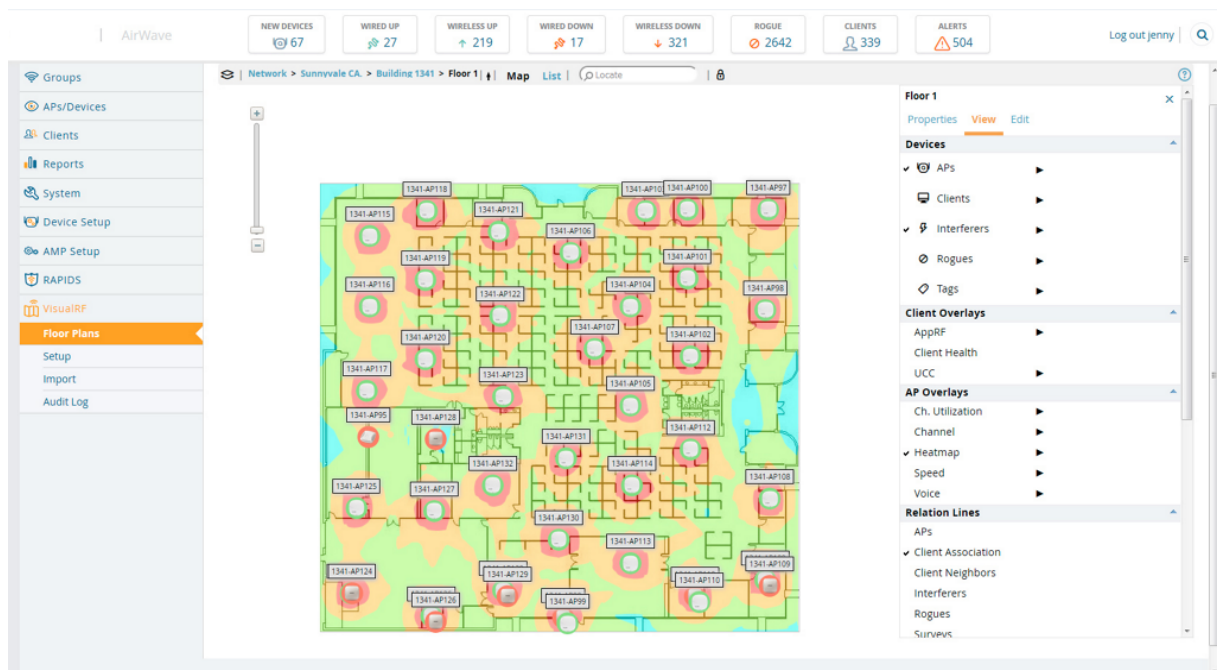 AirWave
NEW DEVICES
67
WIRED UP
27
WIRELESS UP
219
WIRED DOWN
17
WIRELESS DOWN
321
ROGUE
2642
CLIENTS
339
ALERTS
504
Log out jenny
Groups
APs/Devices
Clients
Reports
System
Device Setup
AMP Setup
RAPIDS
VisualRF
Floor Plans
Setup
Import
Audit Log
Network > Sunnyvale CA. > Building 1341 > Floor 1 | Map List | Locate
1341-AP118
1341-AP100
1341-AP97
1341-AP115
1341-AP121
1341-AP106
1341-AP119
1341-AP101
1341-AP116
1341-AP122
1341-AP104
1341-AP98
1341-AP120
1341-AP107
1341-AP102
1341-AP117
1341-AP123
1341-AP105
1341-AP95
1341-AP128
1341-AP112
1341-AP131
1341-AP132
1341-AP114
1341-AP108
1341-AP125
1341-AP127
1341-AP130
1341-AP113
1341-AP124
1341-AP129
1341-AP109
1341-AP110
1341-AP126
1341-AP99
Floor 1
Properties View Edit
Devices
APs
Clients
Interferers
Rogues
Tags
Client Overlays
AppRF
Client Health
UCC
AP Overlays
Ch. Utilization
Channel
Heatmap
Speed
Voice
Relation Lines
APs
Client Association
Client Neighbors
Interferers
Rogues
Surveys